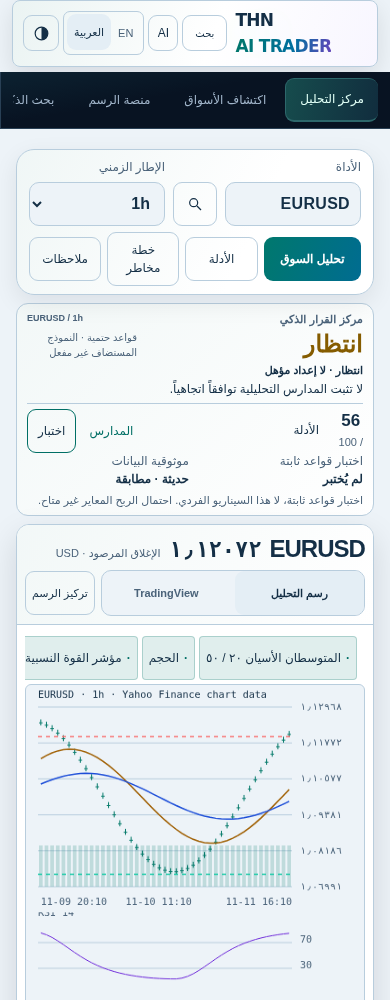 THN
AI TRADER
بحث
AI
EN
العربية
مركز التحليل
اكتشاف الأسواق
منصة الرسم
بحث الذ
الأداة
الإطار الزمني
EURUSD
1h
تحليل السوق
الأدلة
خطة مخاطر
ملاحظات
مركز القرار الذكي
EURUSD / 1h
انتظار
قواعد حتمية · النموذج المستضاف غير مفعل
انتظار · لا إعداد مؤهل
لا تثبت المدارس التحليلية توافقاً اتجاهياً.
56
/ 100
الأدلة
المدارس
اختبار
اختبار قواعد ثابتة
لم يُختبر
موثوقية البيانات
حديثة · مطابقة
اختبار قواعد ثابتة، لا هذا السيناريو الفردي. احتمال الربح المعاير غير متاح.
EURUSD ١٫١٢٠٧٢ الإغلاق المرصود · USD
رسم التحليل
TradingView
تركيز الرسم
· المتوسطان الأسيان ٢٠ / ٥٠
· الحجم
· مؤشر القوة النسبية
EURUSD · 1h · Yahoo Finance chart data
١٫١٢٩٦٨
١٫١١٧٧٢
١٫١٠٥٧٧
١٫٠٩٣٨١
١٫٠٨١٨٦
١٫٠٦٩٩١
11-09 20:10
11-10 11:10
11-11 16:10
RSI 14
70
30